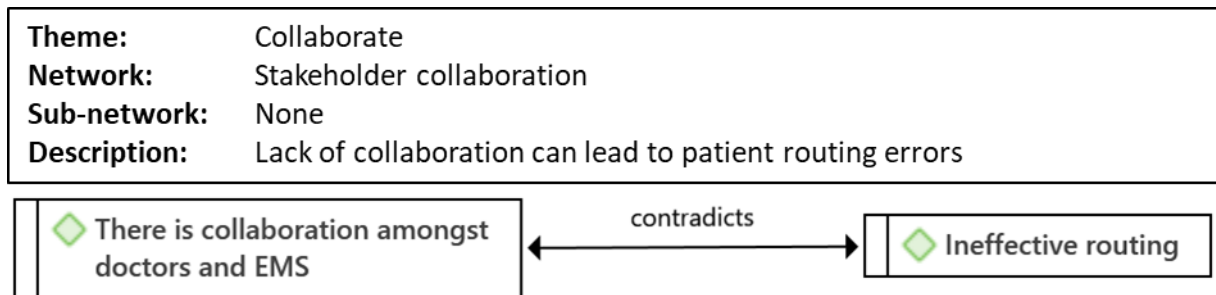 Theme: Collaborate
Network: Stakeholder collaboration
Sub-network: None
Description: Lack of collaboration can lead to patient routing errors
There is collaboration amongst
doctors and EMS
contradicts
Ineffective routing